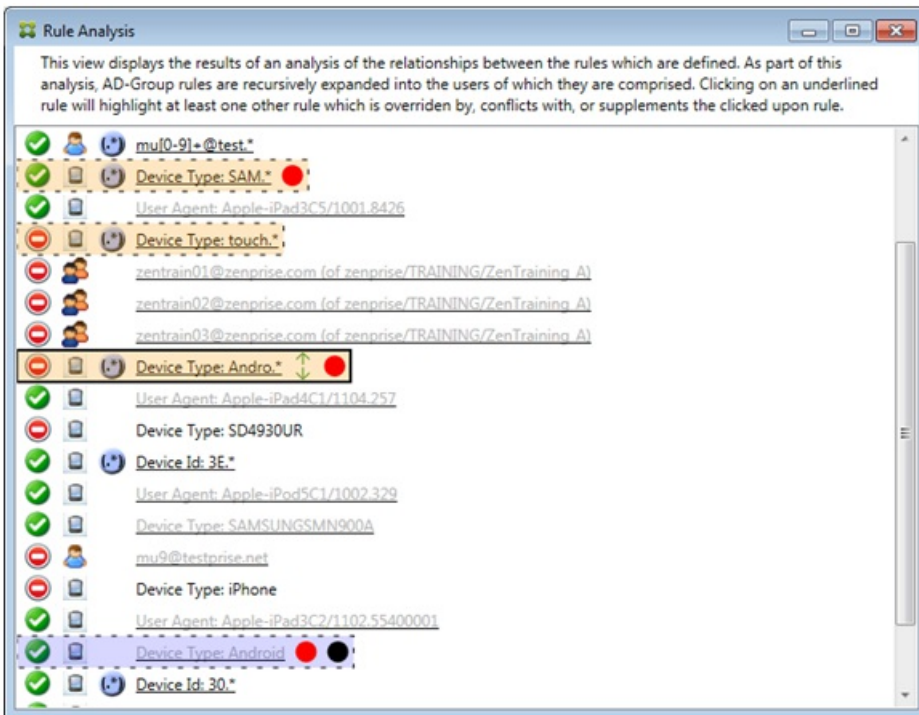 Rule Analysis
This view displays the results of an analysis of the relationships between the rules which are defined. As part of this
analysis, AD-Group rules are recursively expanded into the users of which they are comprised. Clicking on an underlined
rule will highlight at least one other rule which is overriden by, conflicts with, or supplements the clicked upon rule.
(.*) mu[0-9]+@test.*
(.*) Device Type: SAM.*
User Agent: Apple-iPad3C5/1001.8426
(.*) Device Type: touch.*
zentrain01@zenprise.com (of zenprise/TRAINING/ZenTraining_A)
zentrain02@zenprise.com (of zenprise/TRAINING/ZenTraining_A)
zentrain03@zenprise.com (of zenprise/TRAINING/ZenTraining_A)
(.*) Device Type: Andro.*
User Agent: Apple-iPad4C1/1104.257
Device Type: SD4930UR
(.*) Device Id: 3E.*
User Agent: Apple-iPod5C1/1002.329
Device Type: SAMSUNGSMN900A
mu9@testprise.net
Device Type: iPhone
User Agent: Apple-iPad3C2/1102.55400001
Device Type: Android
(.*) Device Id: 30.*